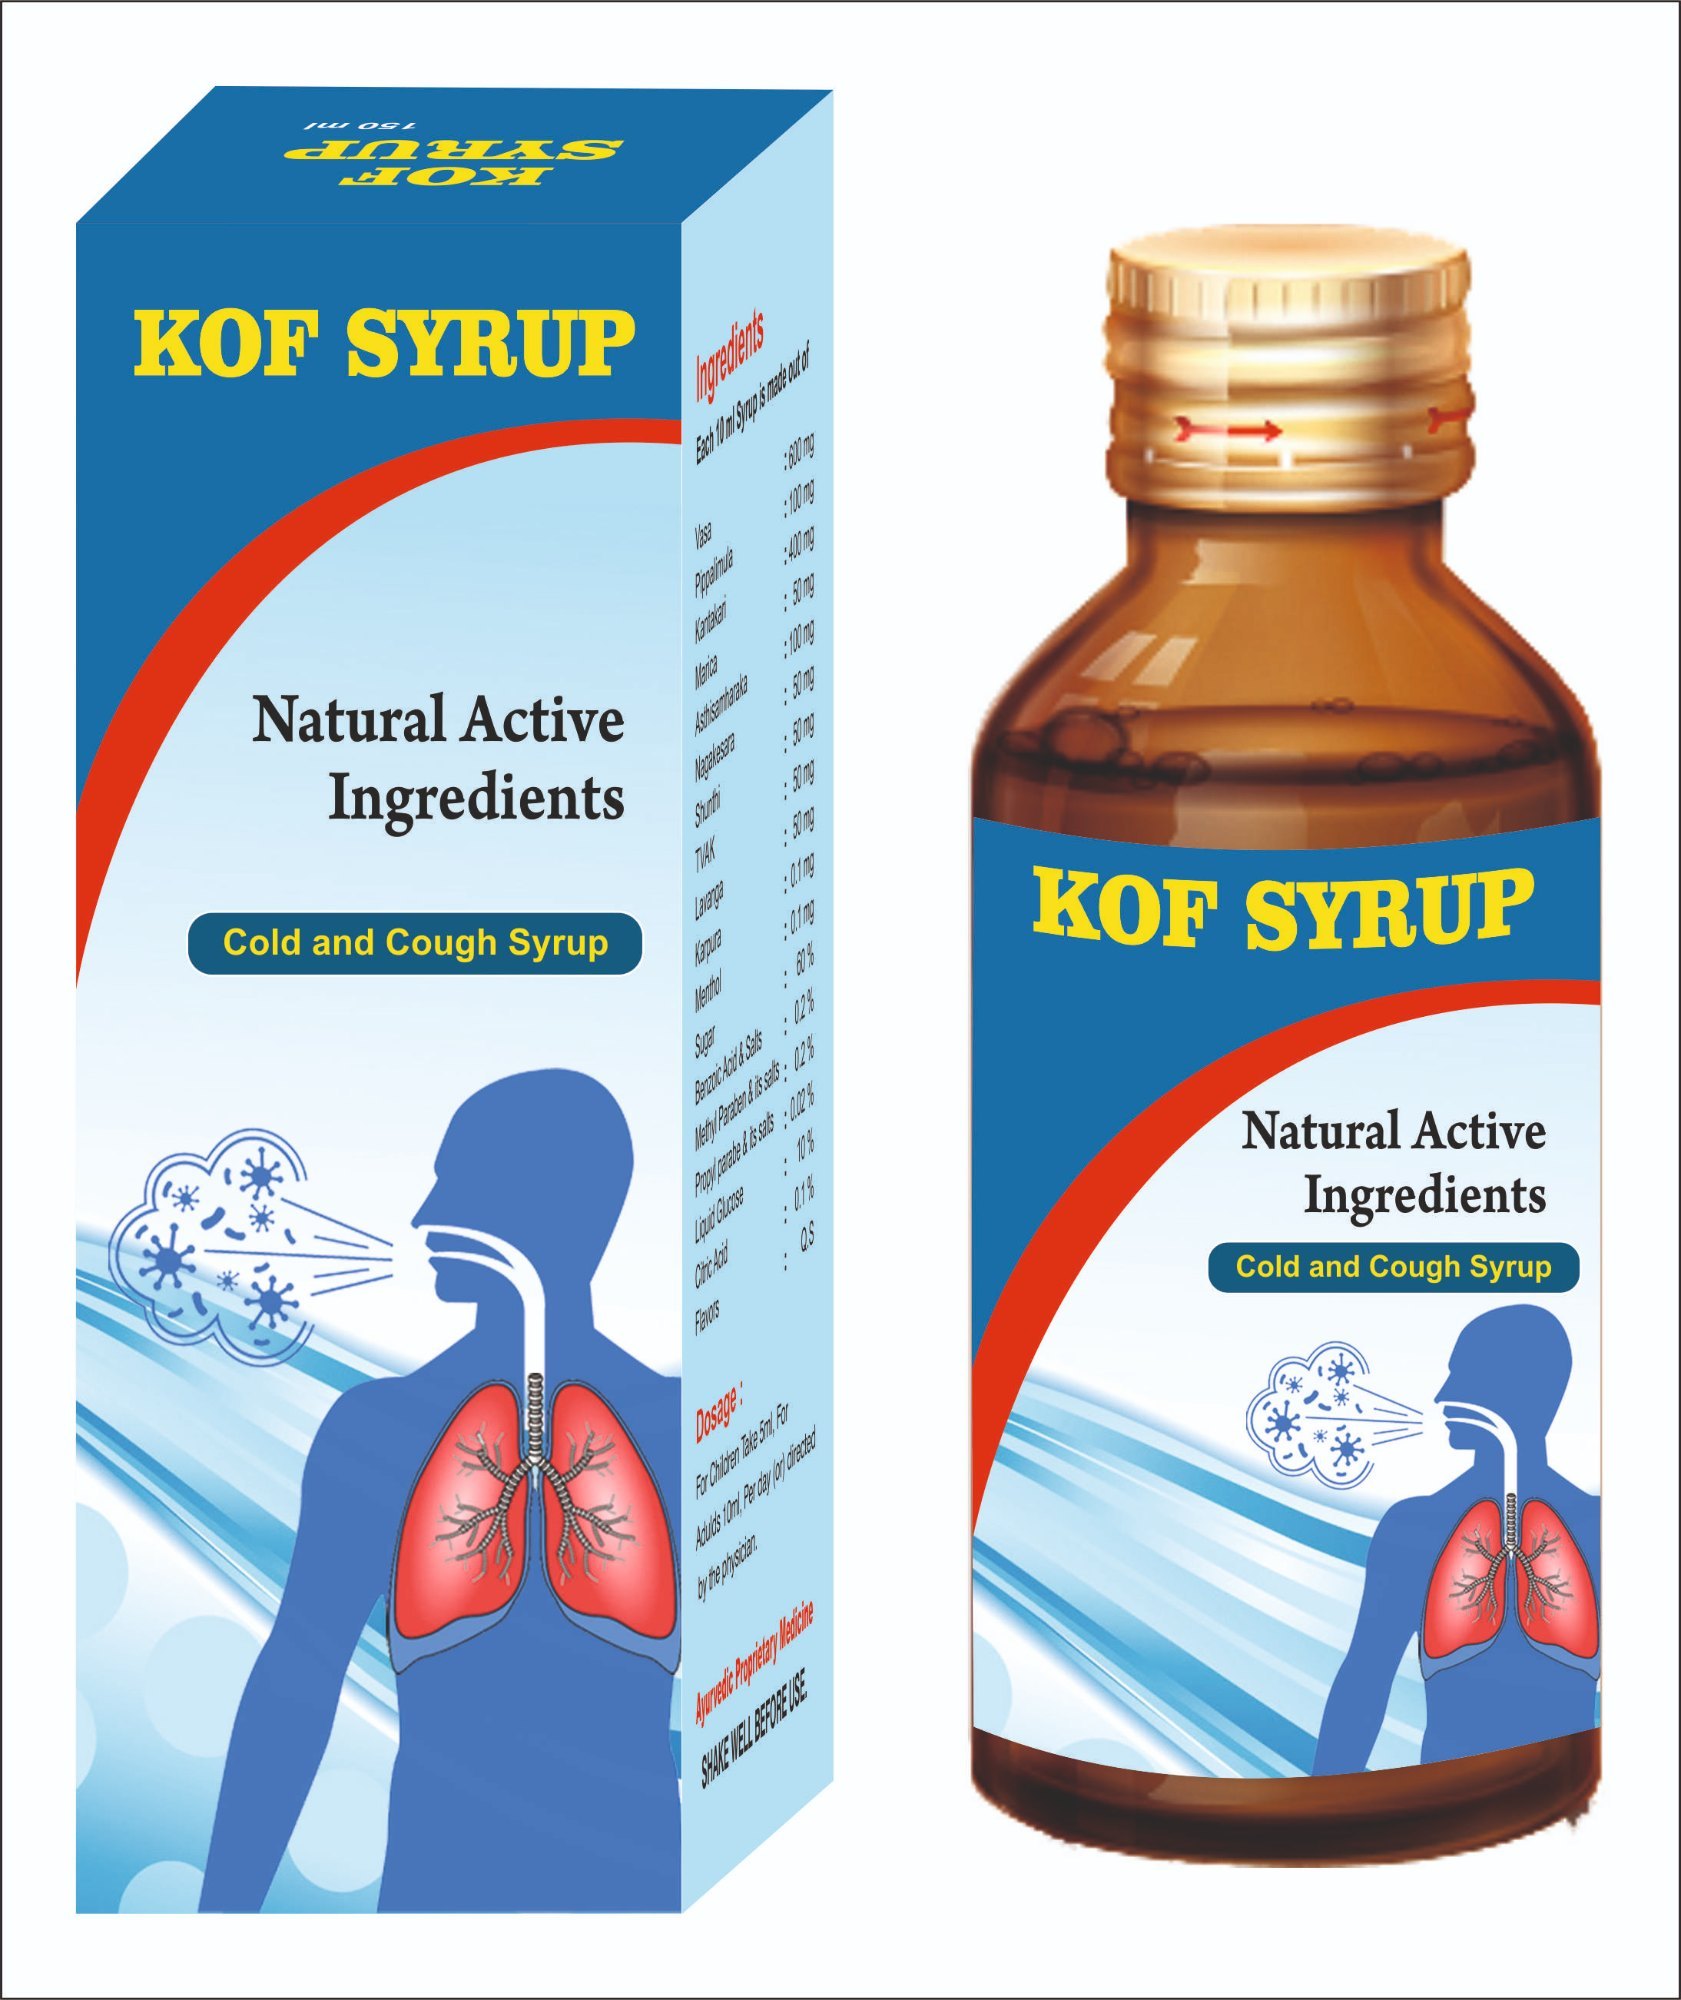 KOF
SYRUP
150 ml
KOF SYRUP
Natural Active
Ingredients
Cold and Cough Syrup
Ingredients
Each 10 ml Syrup is made out of
Vasa : 600 mg
Pippalimula : 100 mg
Kantakari : 400 mg
Marica : 50 mg
Asthisamharaka : 100 mg
Nagakesara : 50 mg
Shunthi : 50 mg
TVAK : 50 mg
Lavanga : 50 mg
Karpura : 0.1 mg
Menthol : 0.1 mg
Sugar : 60 %
Benzoic Acid & Salts : 0.2 %
Methyl Paraben & its salts : 0.2 %
Propyl parabe & its salts : 0.02 %
Liquid Glucose : 10 %
Citric Acid : 0.1 %
Flavors : Q.S
Dosage :
For Children Take 5ml, For
Adulds 10ml, Per day (or) directed
by the physician.
Ayurvedic Proprietary Medicine
SHAKE WELL BEFORE USE.
KOF SYRUP
Natural Active
Ingredients
Cold and Cough Syrup